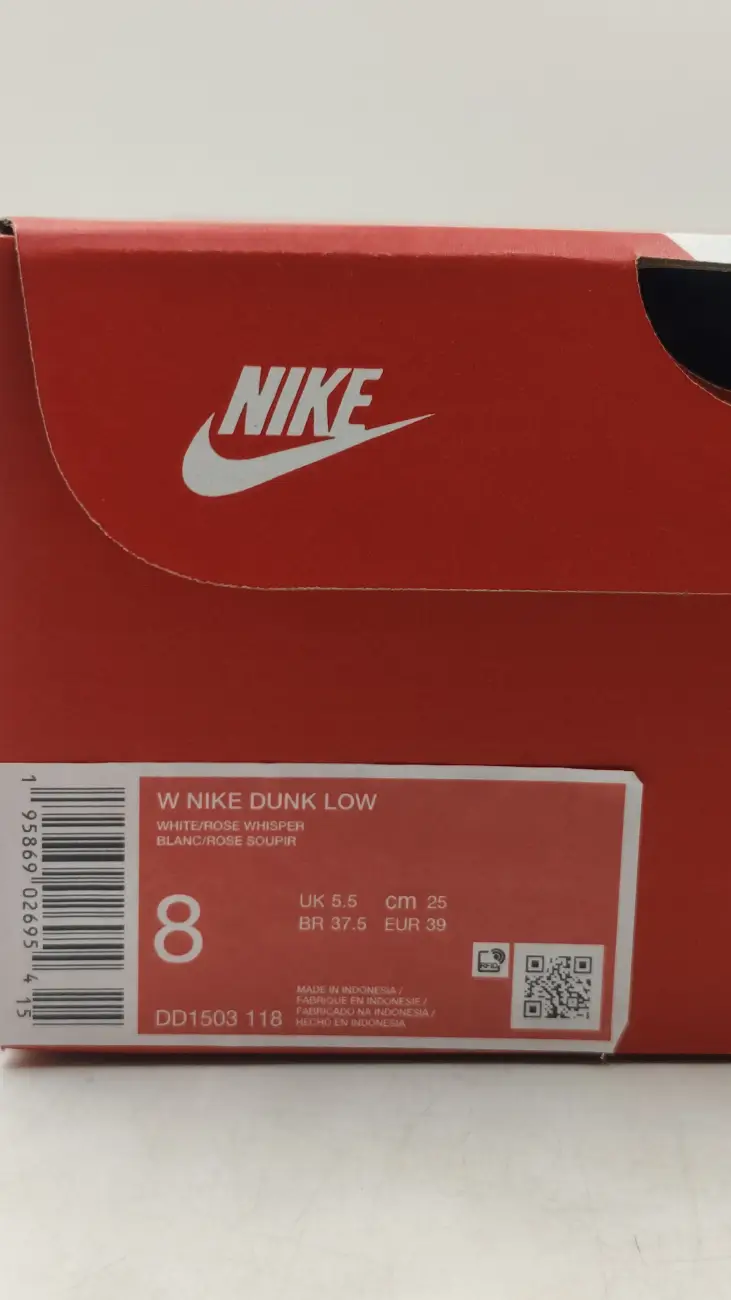 NIKE
W NIKE DUNK LOW
WHITE/ROSE WHISPER
BLANC/ROSE SOUPIR
8
UK 5.5 cm 25
BR 37.5 EUR 39
RFID
MADE IN INDONESIA /
FABRIQUE EN INDONESIE /
FABRICADO NA INDONESIA /
HECHO EN INDONESIA
DD1503 118
1 95869 02695 4 15